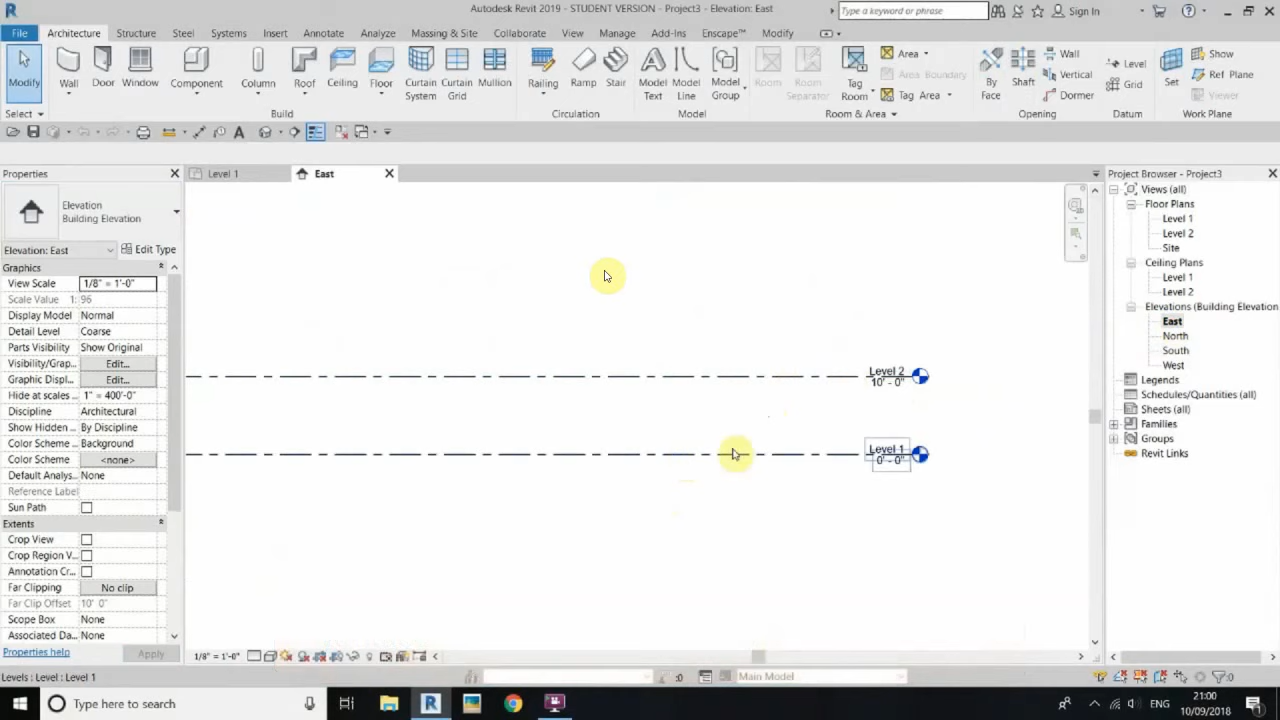 Autodesk Revit 2019 - STUDENT VERSION - Project3 - Elevation: East
Type a keyword or phrase
Sign In
File Architecture Structure Steel Systems Insert Annotate Analyze Massing & Site Collaborate View Manage Add-Ins Enscape™ Modify
Modify
Wall
Door
Window
Component
Column
Roof
Ceiling
Floor
Curtain System
Curtain Grid
Mullion
Railing
Ramp
Stair
Model Text
Model Line
Model Group
Room
Room Separator
Tag Room
Area
Area Boundary
Tag Area
By Face
Shaft
Wall
Vertical
Dormer
Level
Grid
Set
Show
Ref Plane
Viewer
Select
Build
Circulation
Model
Room & Area
Opening
Datum
Work Plane
Properties
Level 1
East
Project Browser - Project3
Elevation
Building Elevation
Elevation: East
Edit Type
Graphics
View Scale 1/8" = 1'-0"
Scale Value 1: 96
Display Model Normal
Detail Level Coarse
Parts Visibility Show Original
Visibility/Grap... Edit...
Graphic Displ... Edit...
Hide at scales ... 1" = 400'-0"
Discipline Architectural
Show Hidden ... By Discipline
Color Scheme ... Background
Color Scheme <none>
Default Analys... None
Reference Label
Sun Path
Extents
Crop View
Crop Region V...
Annotation Cr...
Far Clipping No clip
Far Clip Offset 10' 0"
Scope Box None
Associated Da... None
Properties help
Apply
Level 2
10' - 0"
Level 1
0' - 0"
Views (all)
Floor Plans
Level 1
Level 2
Site
Ceiling Plans
Level 1
Level 2
Elevations (Building Elevation
East
North
South
West
Legends
Schedules/Quantities (all)
Sheets (all)
Families
Groups
Revit Links
1/8" = 1'-0"
Levels : Level : Level 1
:0
Main Model
:0
Type here to search
ENG
21:00
10/09/2018